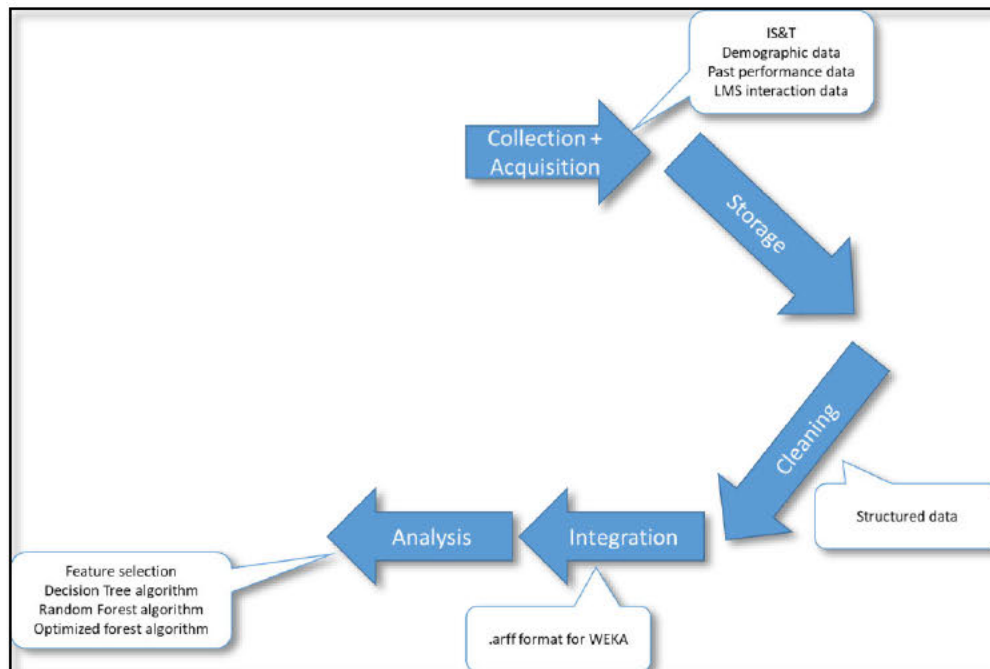 IS&T
Demographic data
Past performance data
LMS interaction data
Collection +
Acquisition
Storage
Cleaning
Structured data
Integration
.arff format for WEKA
Analysis
Feature selection
Decision Tree algorithm
Random Forest algorithm
Optimized forest algorithm